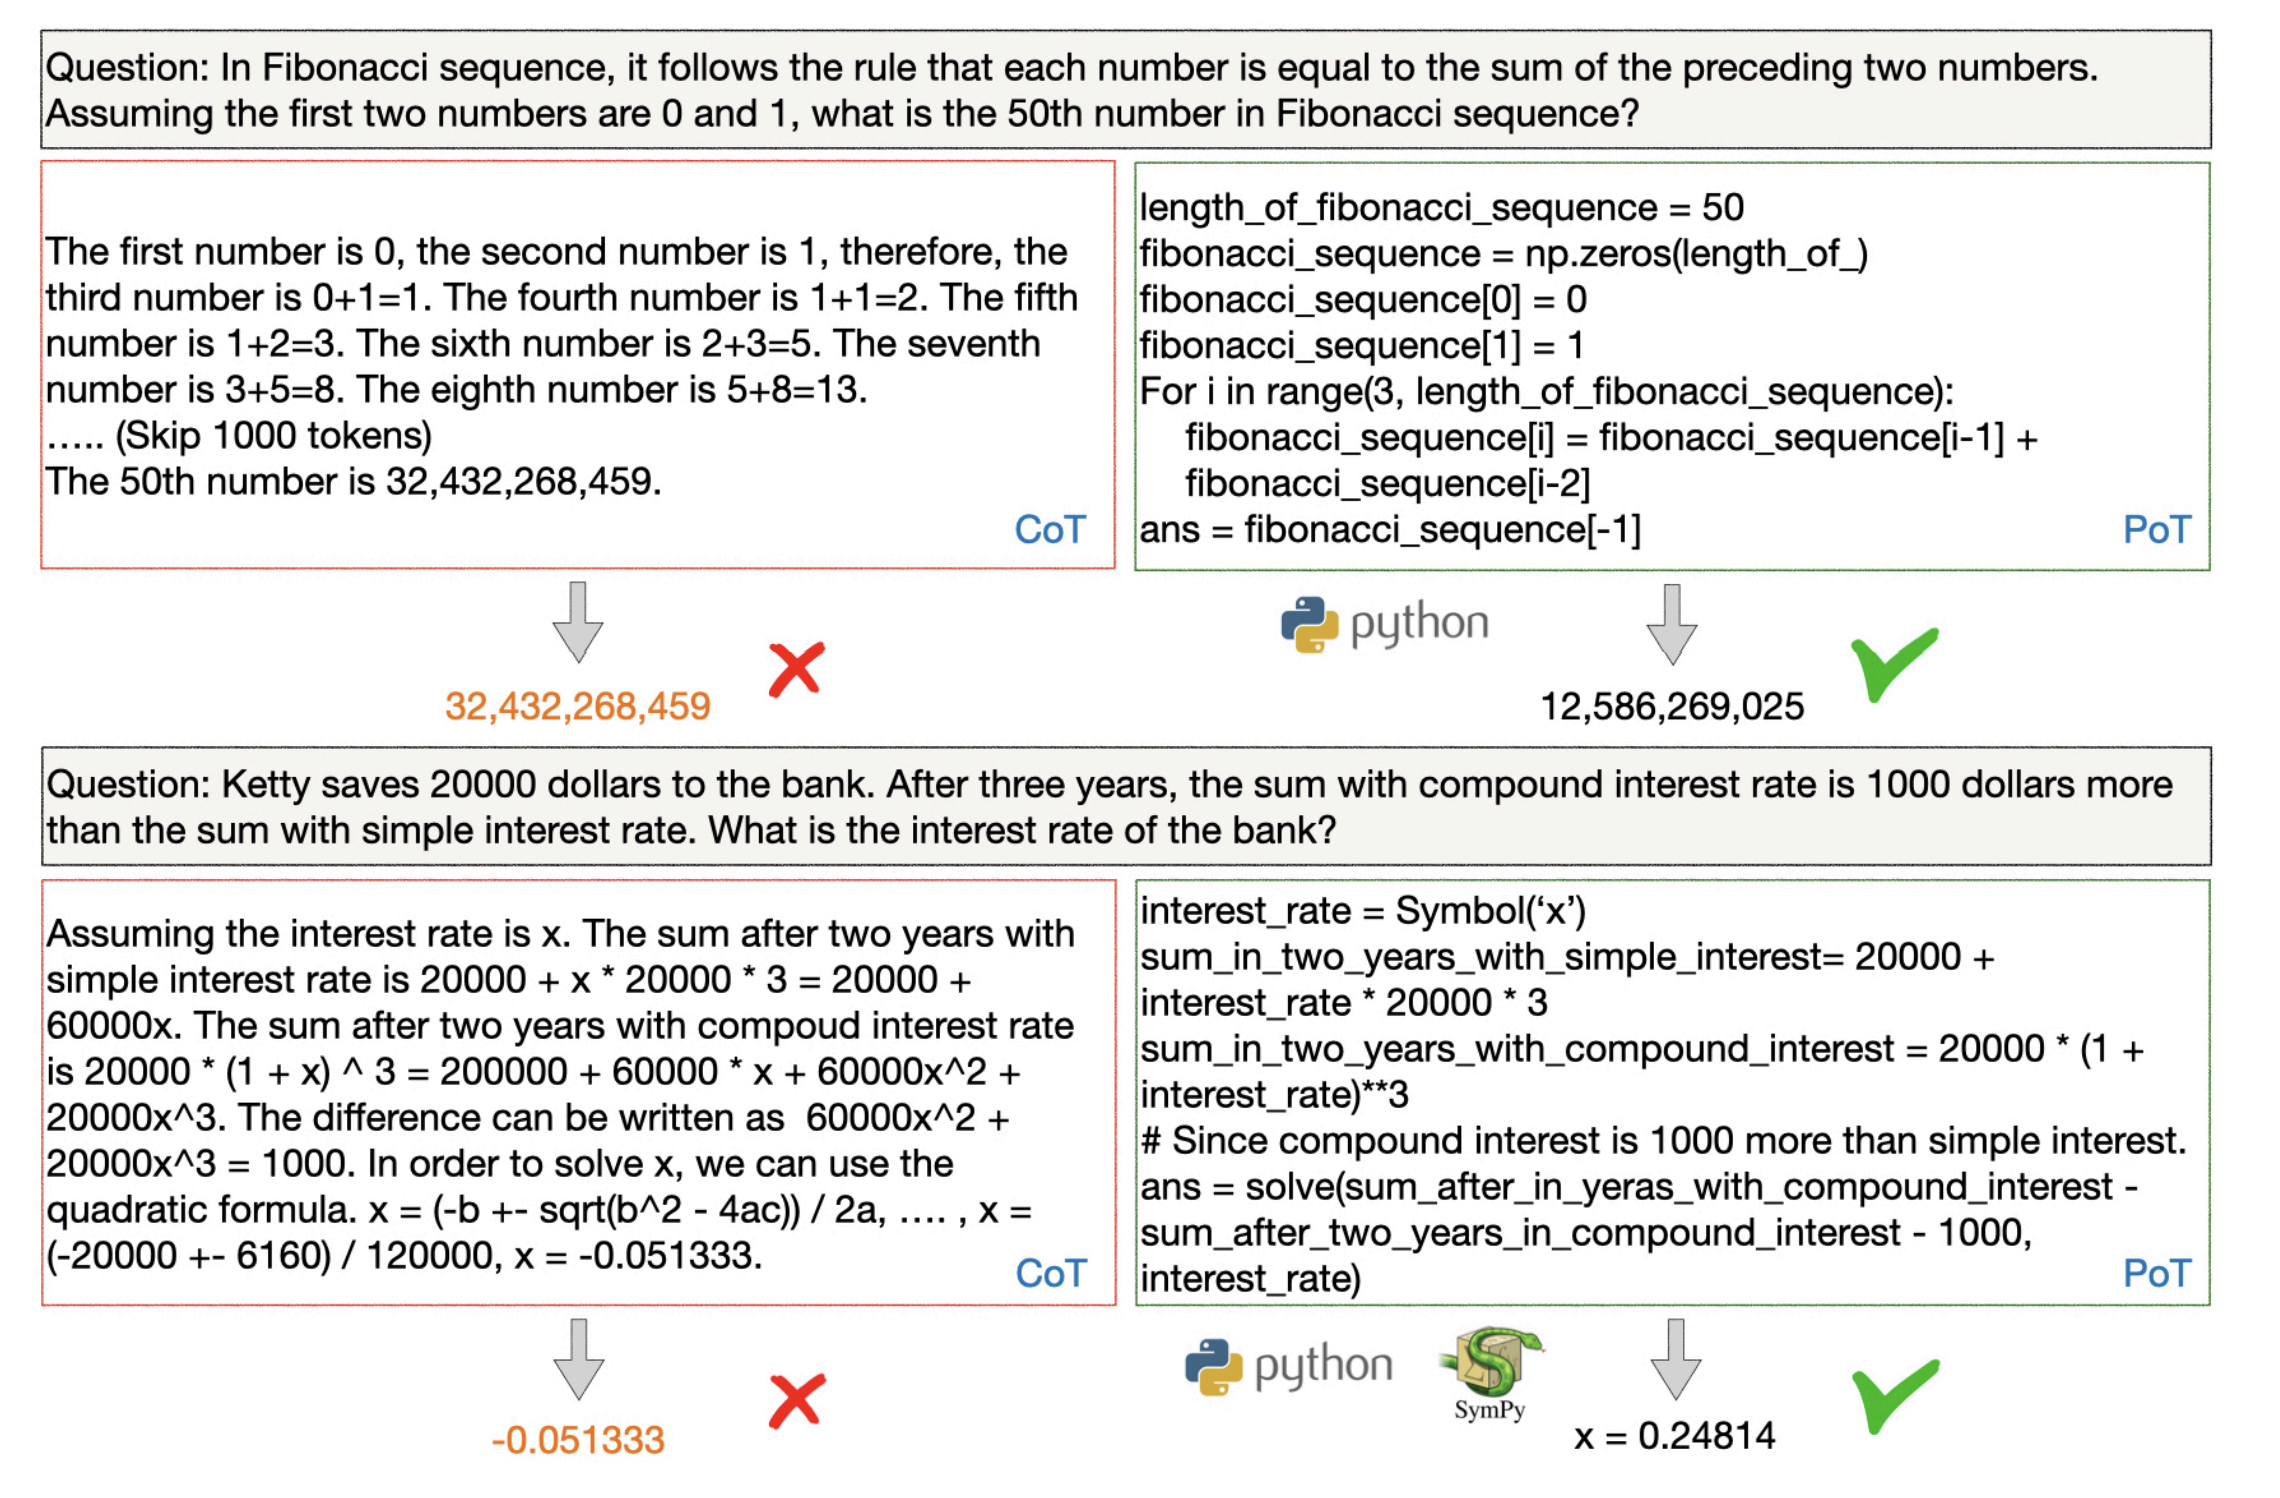 Question: In Fibonacci sequence, it follows the rule that each number is equal to the sum of the preceding two numbers.
Assuming the first two numbers are 0 and 1, what is the 50th number in Fibonacci sequence?
The first number is 0, the second number is 1, therefore, the
third number is 0+1=1. The fourth number is 1+1=2. The fifth
number is 1+2=3. The sixth number is 2+3=5. The seventh
number is 3+5=8. The eighth number is 5+8=13.
….. (Skip 1000 tokens)
The 50th number is 32,432,268,459.
CoT
length_of_fibonacci_sequence = 50
fibonacci_sequence = np.zeros(length_of_)
fibonacci_sequence[0] = 0
fibonacci_sequence[1] = 1
For i in range(3, length_of_fibonacci_sequence):
fibonacci_sequence[i] = fibonacci_sequence[i-1] +
fibonacci_sequence[i-2]
ans = fibonacci_sequence[-1]
PoT
python
32,432,268,459
12,586,269,025
Question: Ketty saves 20000 dollars to the bank. After three years, the sum with compound interest rate is 1000 dollars more
than the sum with simple interest rate. What is the interest rate of the bank?
Assuming the interest rate is x. The sum after two years with
simple interest rate is 20000 + x * 20000 * 3 = 20000 +
60000x. The sum after two years with compoud interest rate
is 20000 * (1 + x) ^ 3 = 200000 + 60000 * x + 60000x^2 +
20000x^3. The difference can be written as  60000x^2 +
20000x^3 = 1000. In order to solve x, we can use the
quadratic formula. x = (-b +- sqrt(b^2 - 4ac)) / 2a, …. , x =
(-20000 +- 6160) / 120000, x = -0.051333.
CoT
interest_rate = Symbol(‘x’)
sum_in_two_years_with_simple_interest= 20000 +
interest_rate * 20000 * 3
sum_in_two_years_with_compound_interest = 20000 * (1 +
interest_rate)**3
# Since compound interest is 1000 more than simple interest.
ans = solve(sum_after_in_yeras_with_compound_interest -
sum_after_two_years_in_compound_interest - 1000,
interest_rate)
PoT
python
SymPy
-0.051333
x = 0.24814